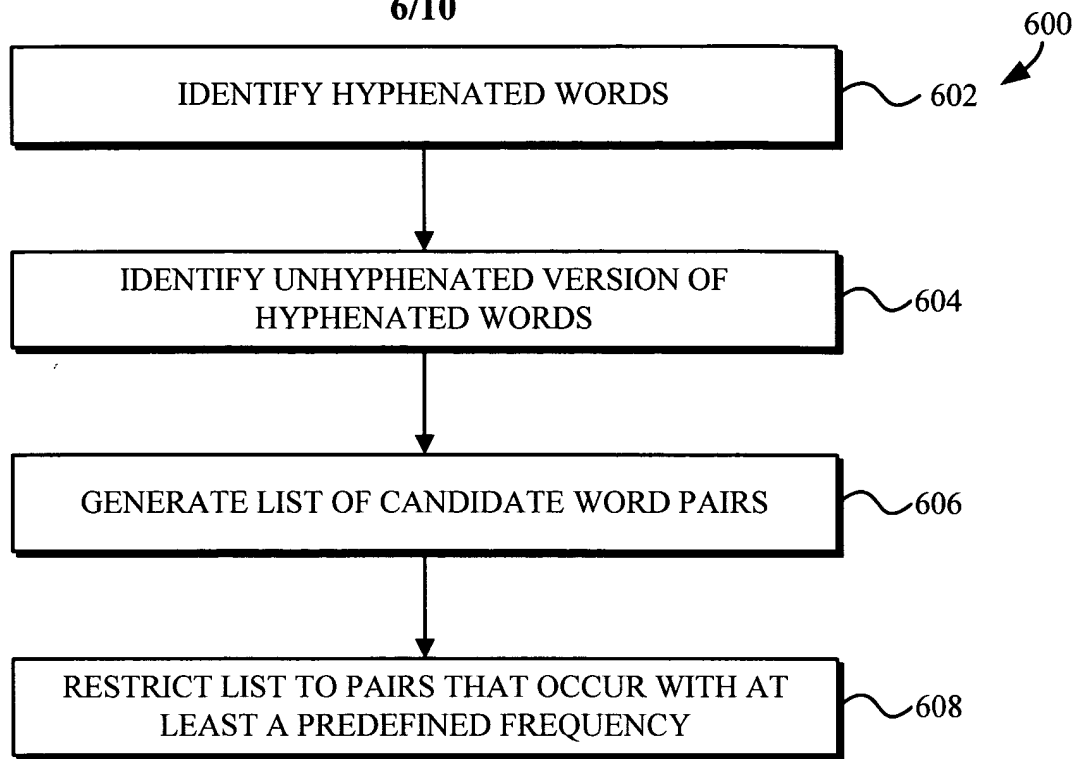 6/10
600
IDENTIFY HYPHENATED WORDS
602
IDENTIFY UNHYPHENATED VERSION OF
HYPHENATED WORDS
604
GENERATE LIST OF CANDIDATE WORD PAIRS
606
RESTRICT LIST TO PAIRS THAT OCCUR WITH AT
LEAST A PREDEFINED FREQUENCY
608